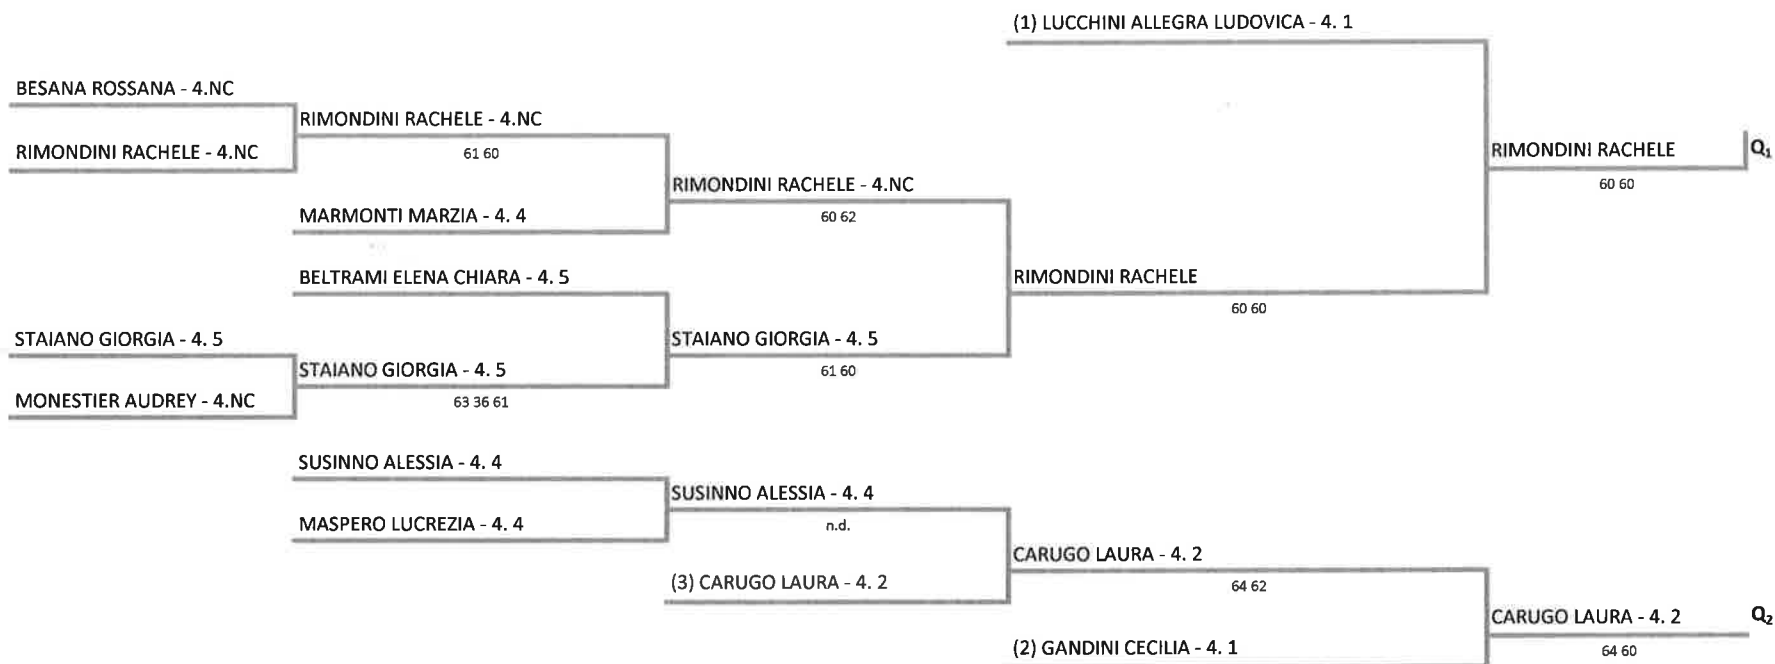 (1) LUCCHINI ALLEGRA LUDOVICA - 4. 1
BESANA ROSSANA - 4.NC
RIMONDINI RACHELE - 4.NC
61 60
RIMONDINI RACHELE - 4.NC
RIMONDINI RACHELE
Q1
60 60
RIMONDINI RACHELE - 4.NC
60 62
MARMONTI MARZIA - 4. 4
BELTRAMI ELENA CHIARA - 4. 5
RIMONDINI RACHELE
60 60
STAIANO GIORGIA - 4. 5
STAIANO GIORGIA - 4. 5
61 60
STAIANO GIORGIA - 4. 5
63 36 61
MONESTIER AUDREY - 4.NC
SUSINNO ALESSIA - 4. 4
SUSINNO ALESSIA - 4. 4
n.d.
MASPERO LUCREZIA - 4. 4
CARUGO LAURA - 4. 2
64 62
(3) CARUGO LAURA - 4. 2
CARUGO LAURA - 4. 2
Q2
64 60
(2) GANDINI CECILIA - 4. 1